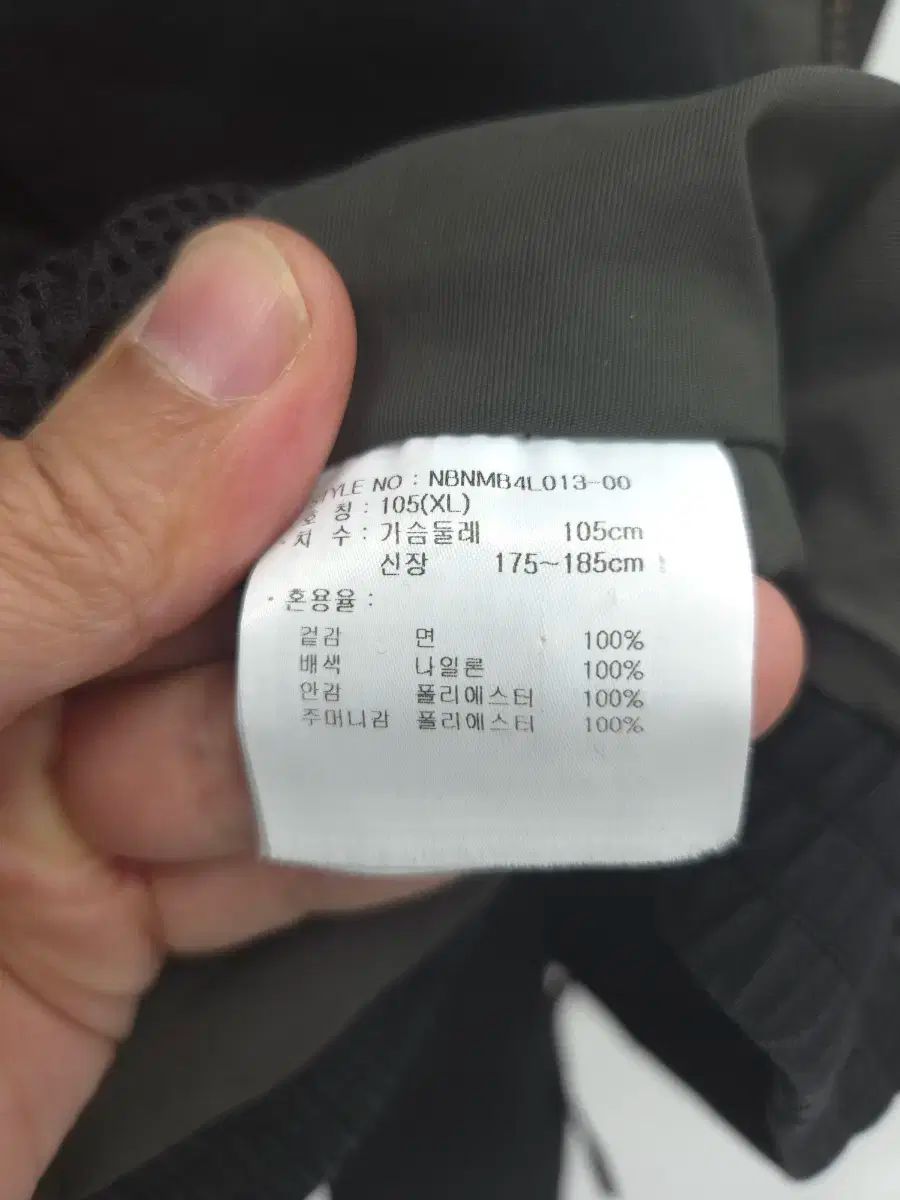 STYLE NO : NBNMB4L013-00
호 칭 : 105(XL)
치 수 : 가슴둘레 105cm
신장 175~185cm
· 혼용율 :
겉감 면 100%
배색 나일론 100%
안감 폴리에스터 100%
주머니감 폴리에스터 100%